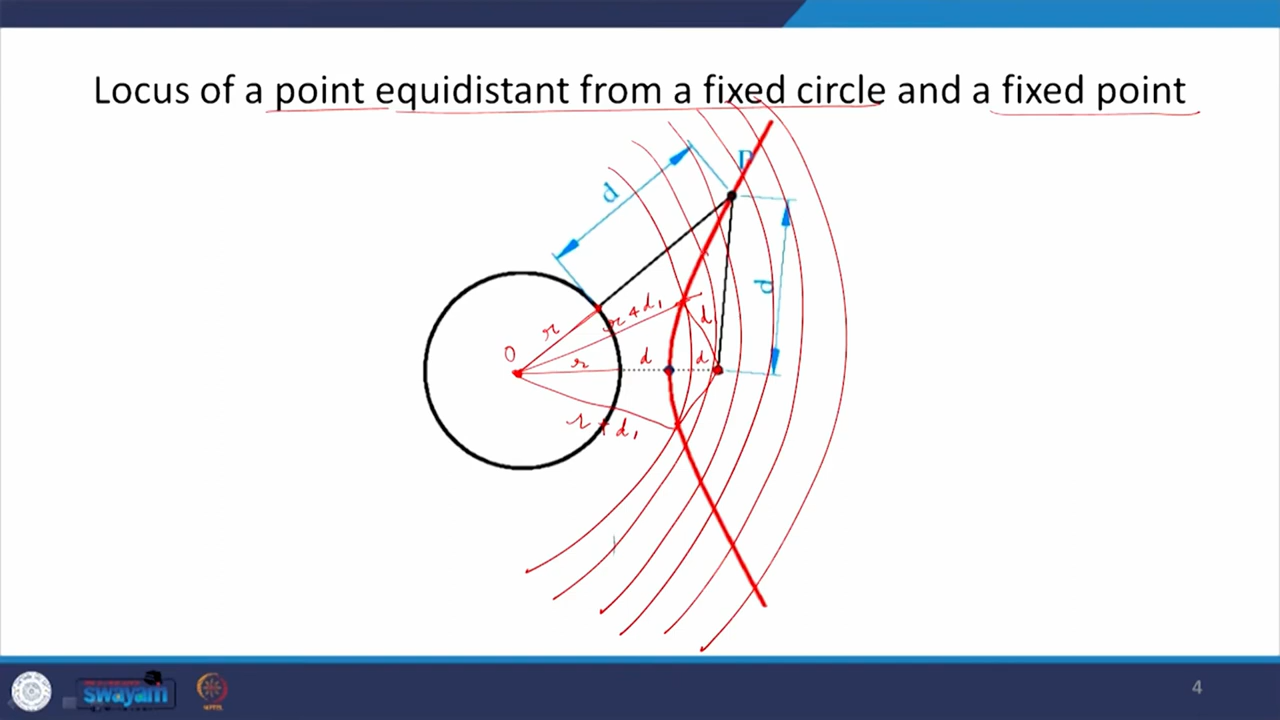 Locus of a point equidistant from a fixed circle and a fixed point
P
d
d
r
r + d₁
d
O
r
d
d
r + d₁
swayam
4